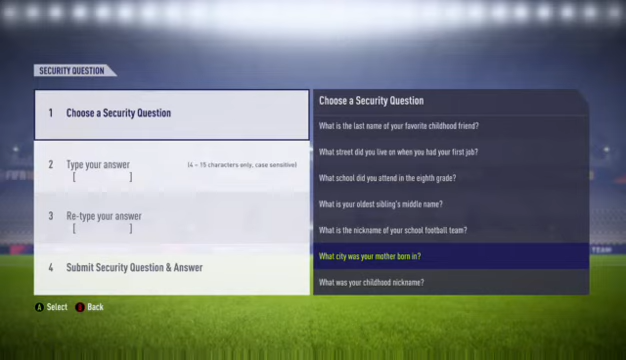 SECURITY QUESTION
1 Choose a Security Question
2 Type your answer (4 - 15 characters only, case sensitive)
[ ]
3 Re-type your answer
[ ]
4 Submit Security Question & Answer
Choose a Security Question
What is the last name of your favorite childhood friend?
What street did you live on when you had your first job?
What school did you attend in the eighth grade?
What is your oldest sibling's middle name?
What is the nickname of your school football team?
What city was your mother born in?
What was your childhood nickname?
A Select B Back
TEAM